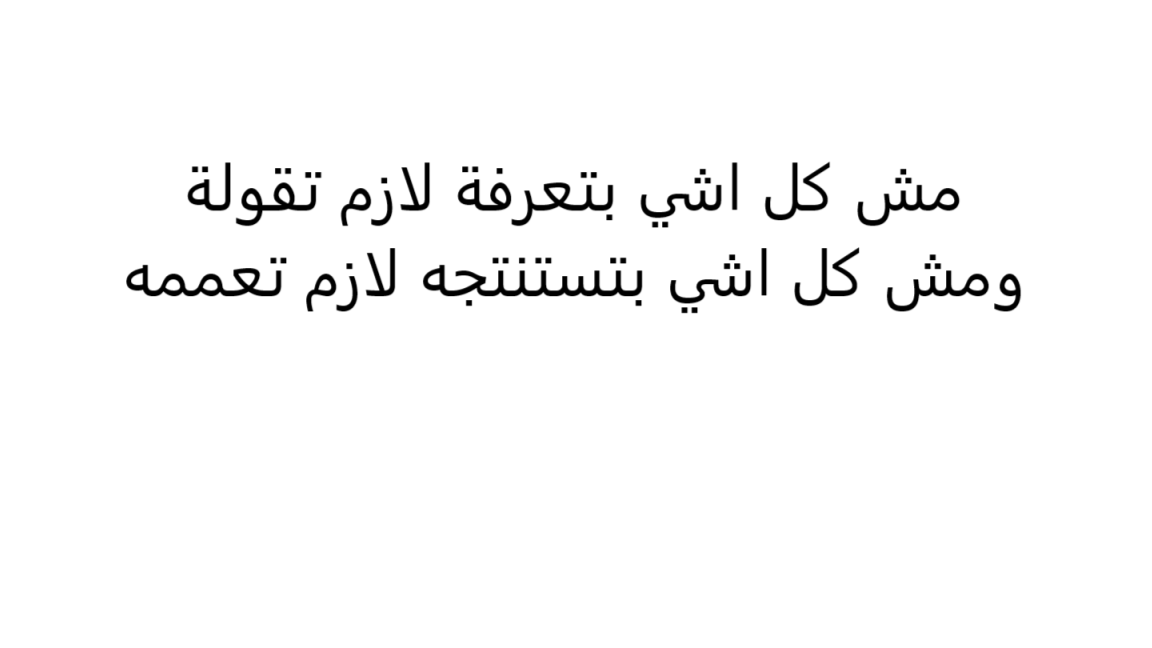 مش كل اشي بتعرفة لازم تقولة
ومش كل اشي بتستنتجه لازم تعممه